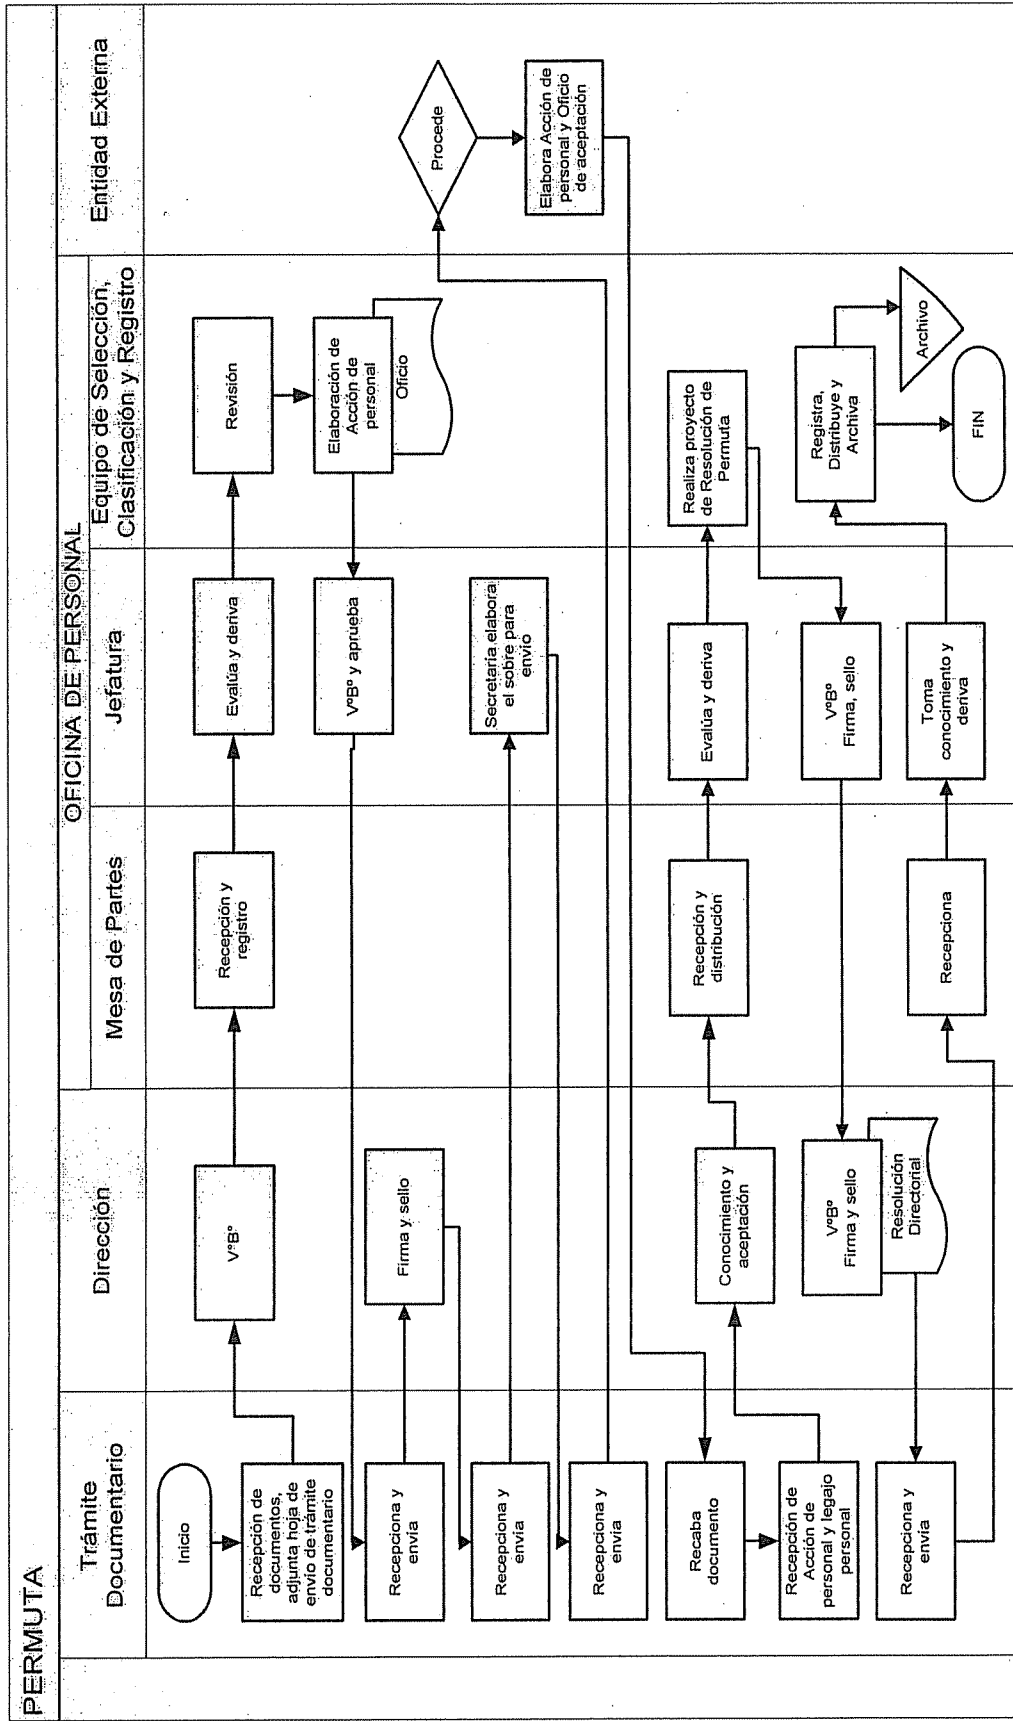 PERMUTA
Trámite
Documentario
Dirección
OFICINA DE PERSONAL
Mesa de Partes
Jefatura
Equipo de Selección,
Clasificación y Registro
Entidad Externa
Inicio
Recepción de
documentos,
adjunta hoja de
envío de trámite
documentario
VºBº
Recepción y
registro
Evalúa y deriva
Revisión
Elaboración de
Acción de
personal
Oficio
VºBº y aprueba
Recepciona y
envía
Firma y sello
Recepciona y
envía
Secretaria elabora
el sobre para
envío
Recepciona y
envía
Procede
Elabora Acción de
personal y Oficio
de aceptación
Recaba
documento
Recepción de
Acción de
personal y legajo
personal
Conocimiento y
aceptación
Recepción y
distribución
Evalúa y deriva
Realiza proyecto
de Resolución de
Permuta
VºBº
Firma, sello
VºBº
Firma y sello
Resolución
Directorial
Recepciona y
envía
Recepciona
Toma
conocimiento y
deriva
Registra,
Distribuye y
Archiva
Archivo
FIN